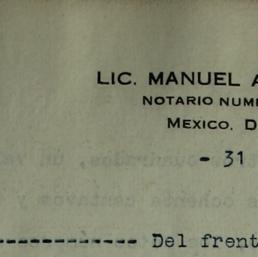 LIC. MANUEL A
NOTARIO NUM
MEXICO, D
- 31
------------ Del frent